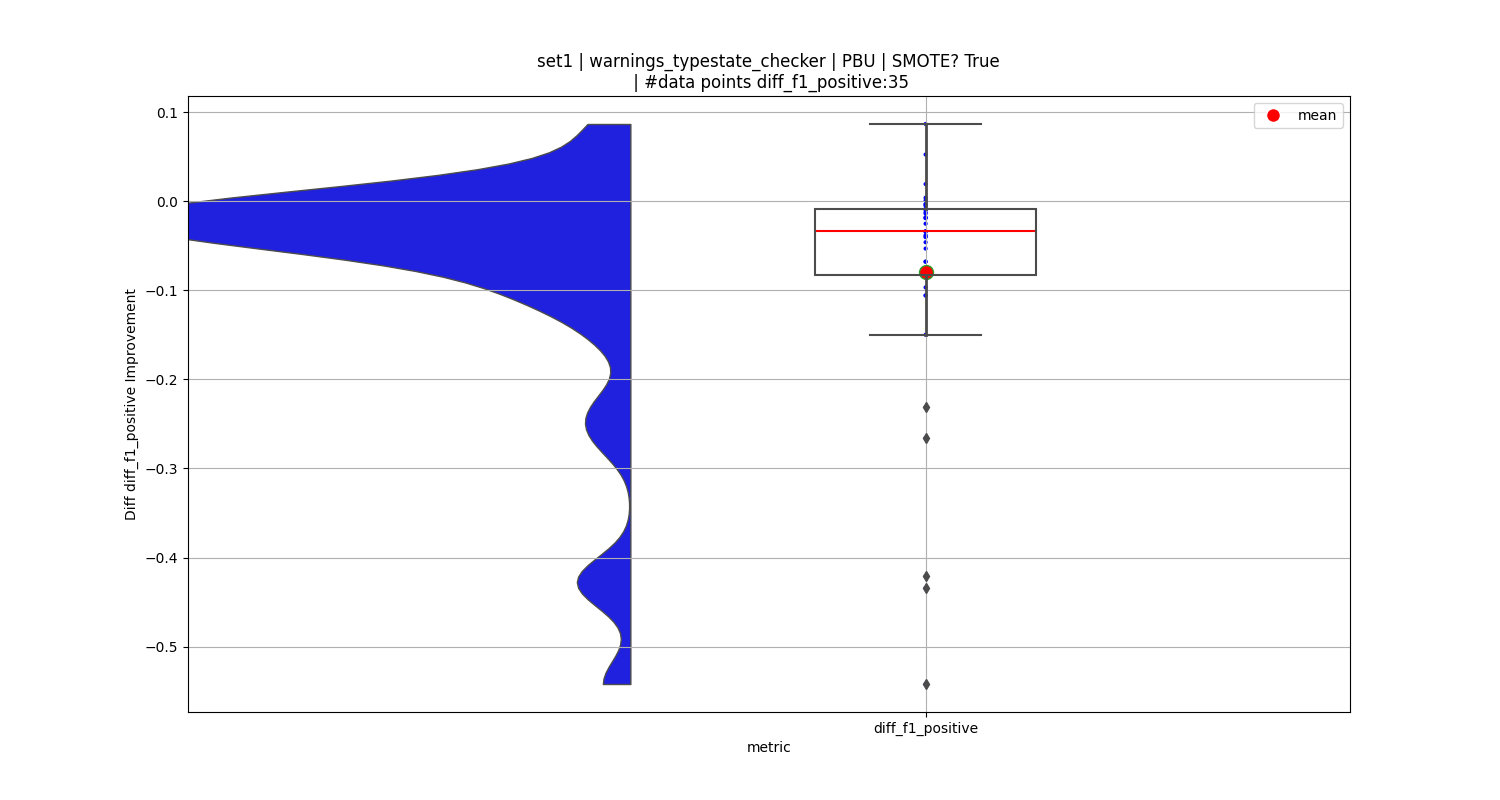 set1 | warnings_typestate_checker | PBU | SMOTE? True
| #data points diff_f1_positive:35
mean
0.1
0.0
−0.1
−0.2
−0.3
−0.4
−0.5
Diff diff_f1_positive Improvement
diff_f1_positive
metric